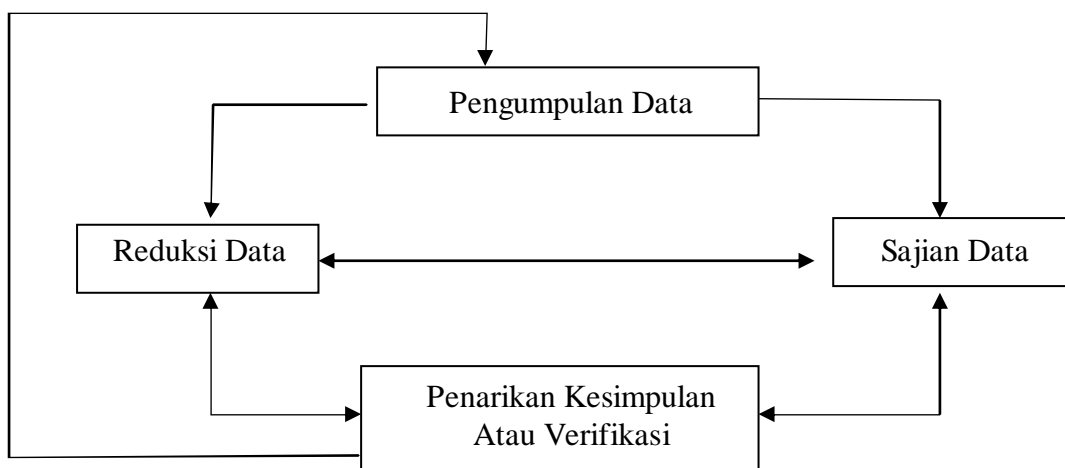 Pengumpulan Data
Reduksi Data
Sajian Data
Penarikan Kesimpulan
Atau Verifikasi